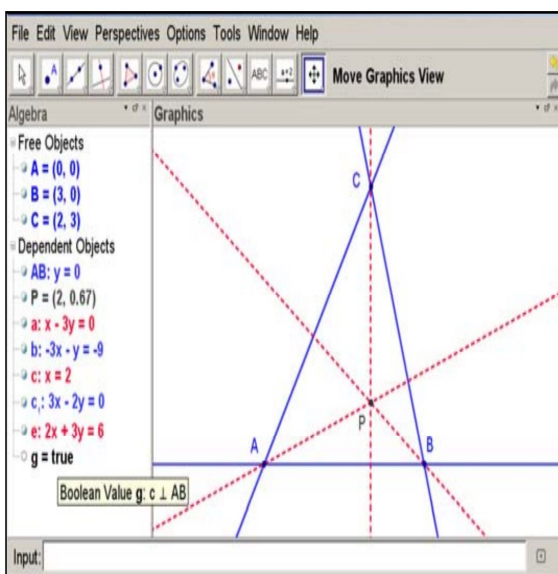 File Edit View Perspectives Options Tools Window Help
A ABC a=2 Move Graphics View
Algebra
Graphics
Free Objects
A = (0, 0)
B = (3, 0)
C = (2, 3)
Dependent Objects
AB: y = 0
P = (2, 0.67)
a: x - 3y = 0
b: -3x - y = -9
c: x = 2
c₁: 3x - 2y = 0
e: 2x + 3y = 6
g = true
Boolean Value g: c ⊥ AB
C
P
A
B
Input: